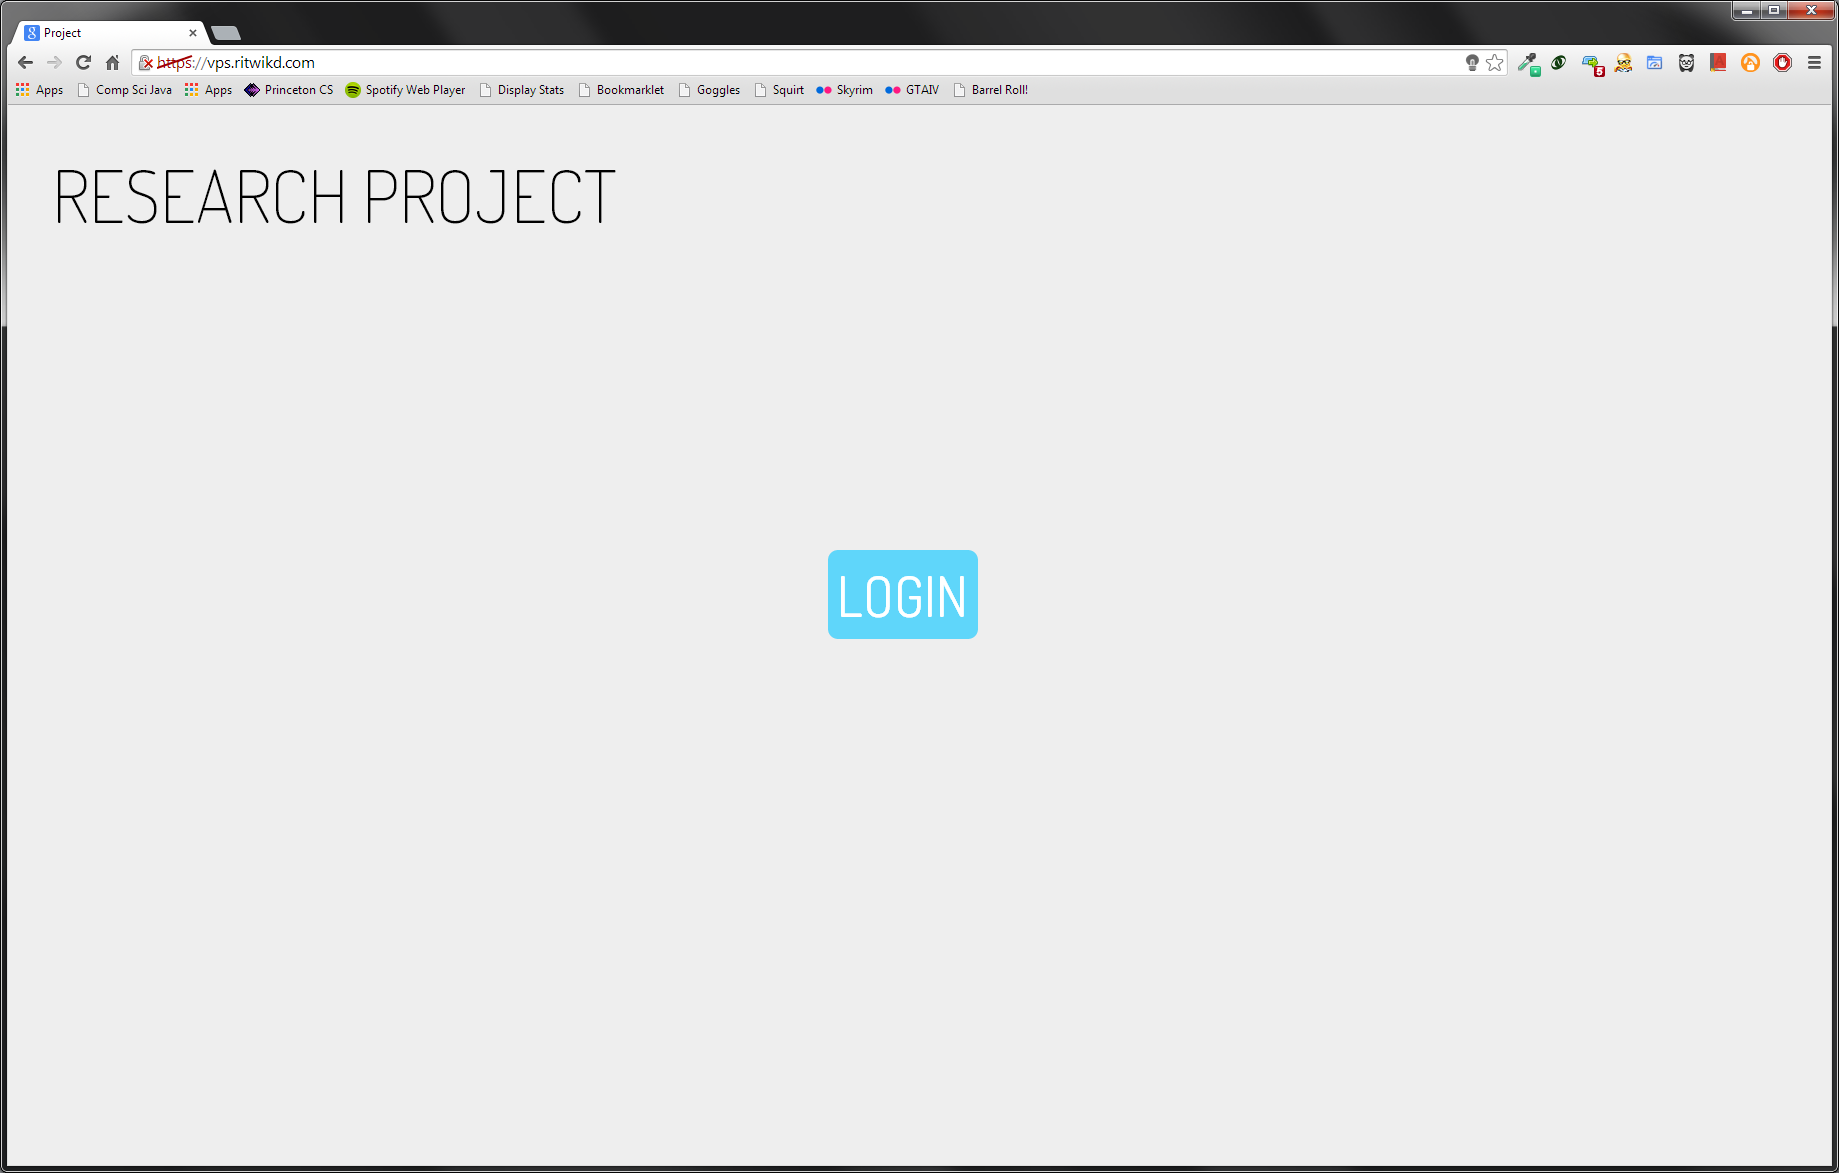 Project
https://vps.ritwikd.com
5
Apps Comp Sci Java Apps Princeton CS Spotify Web Player Display Stats Bookmarklet Goggles Squirt Skyrim GTAIV Barrel Roll!
RESEARCH PROJECT
LOGIN